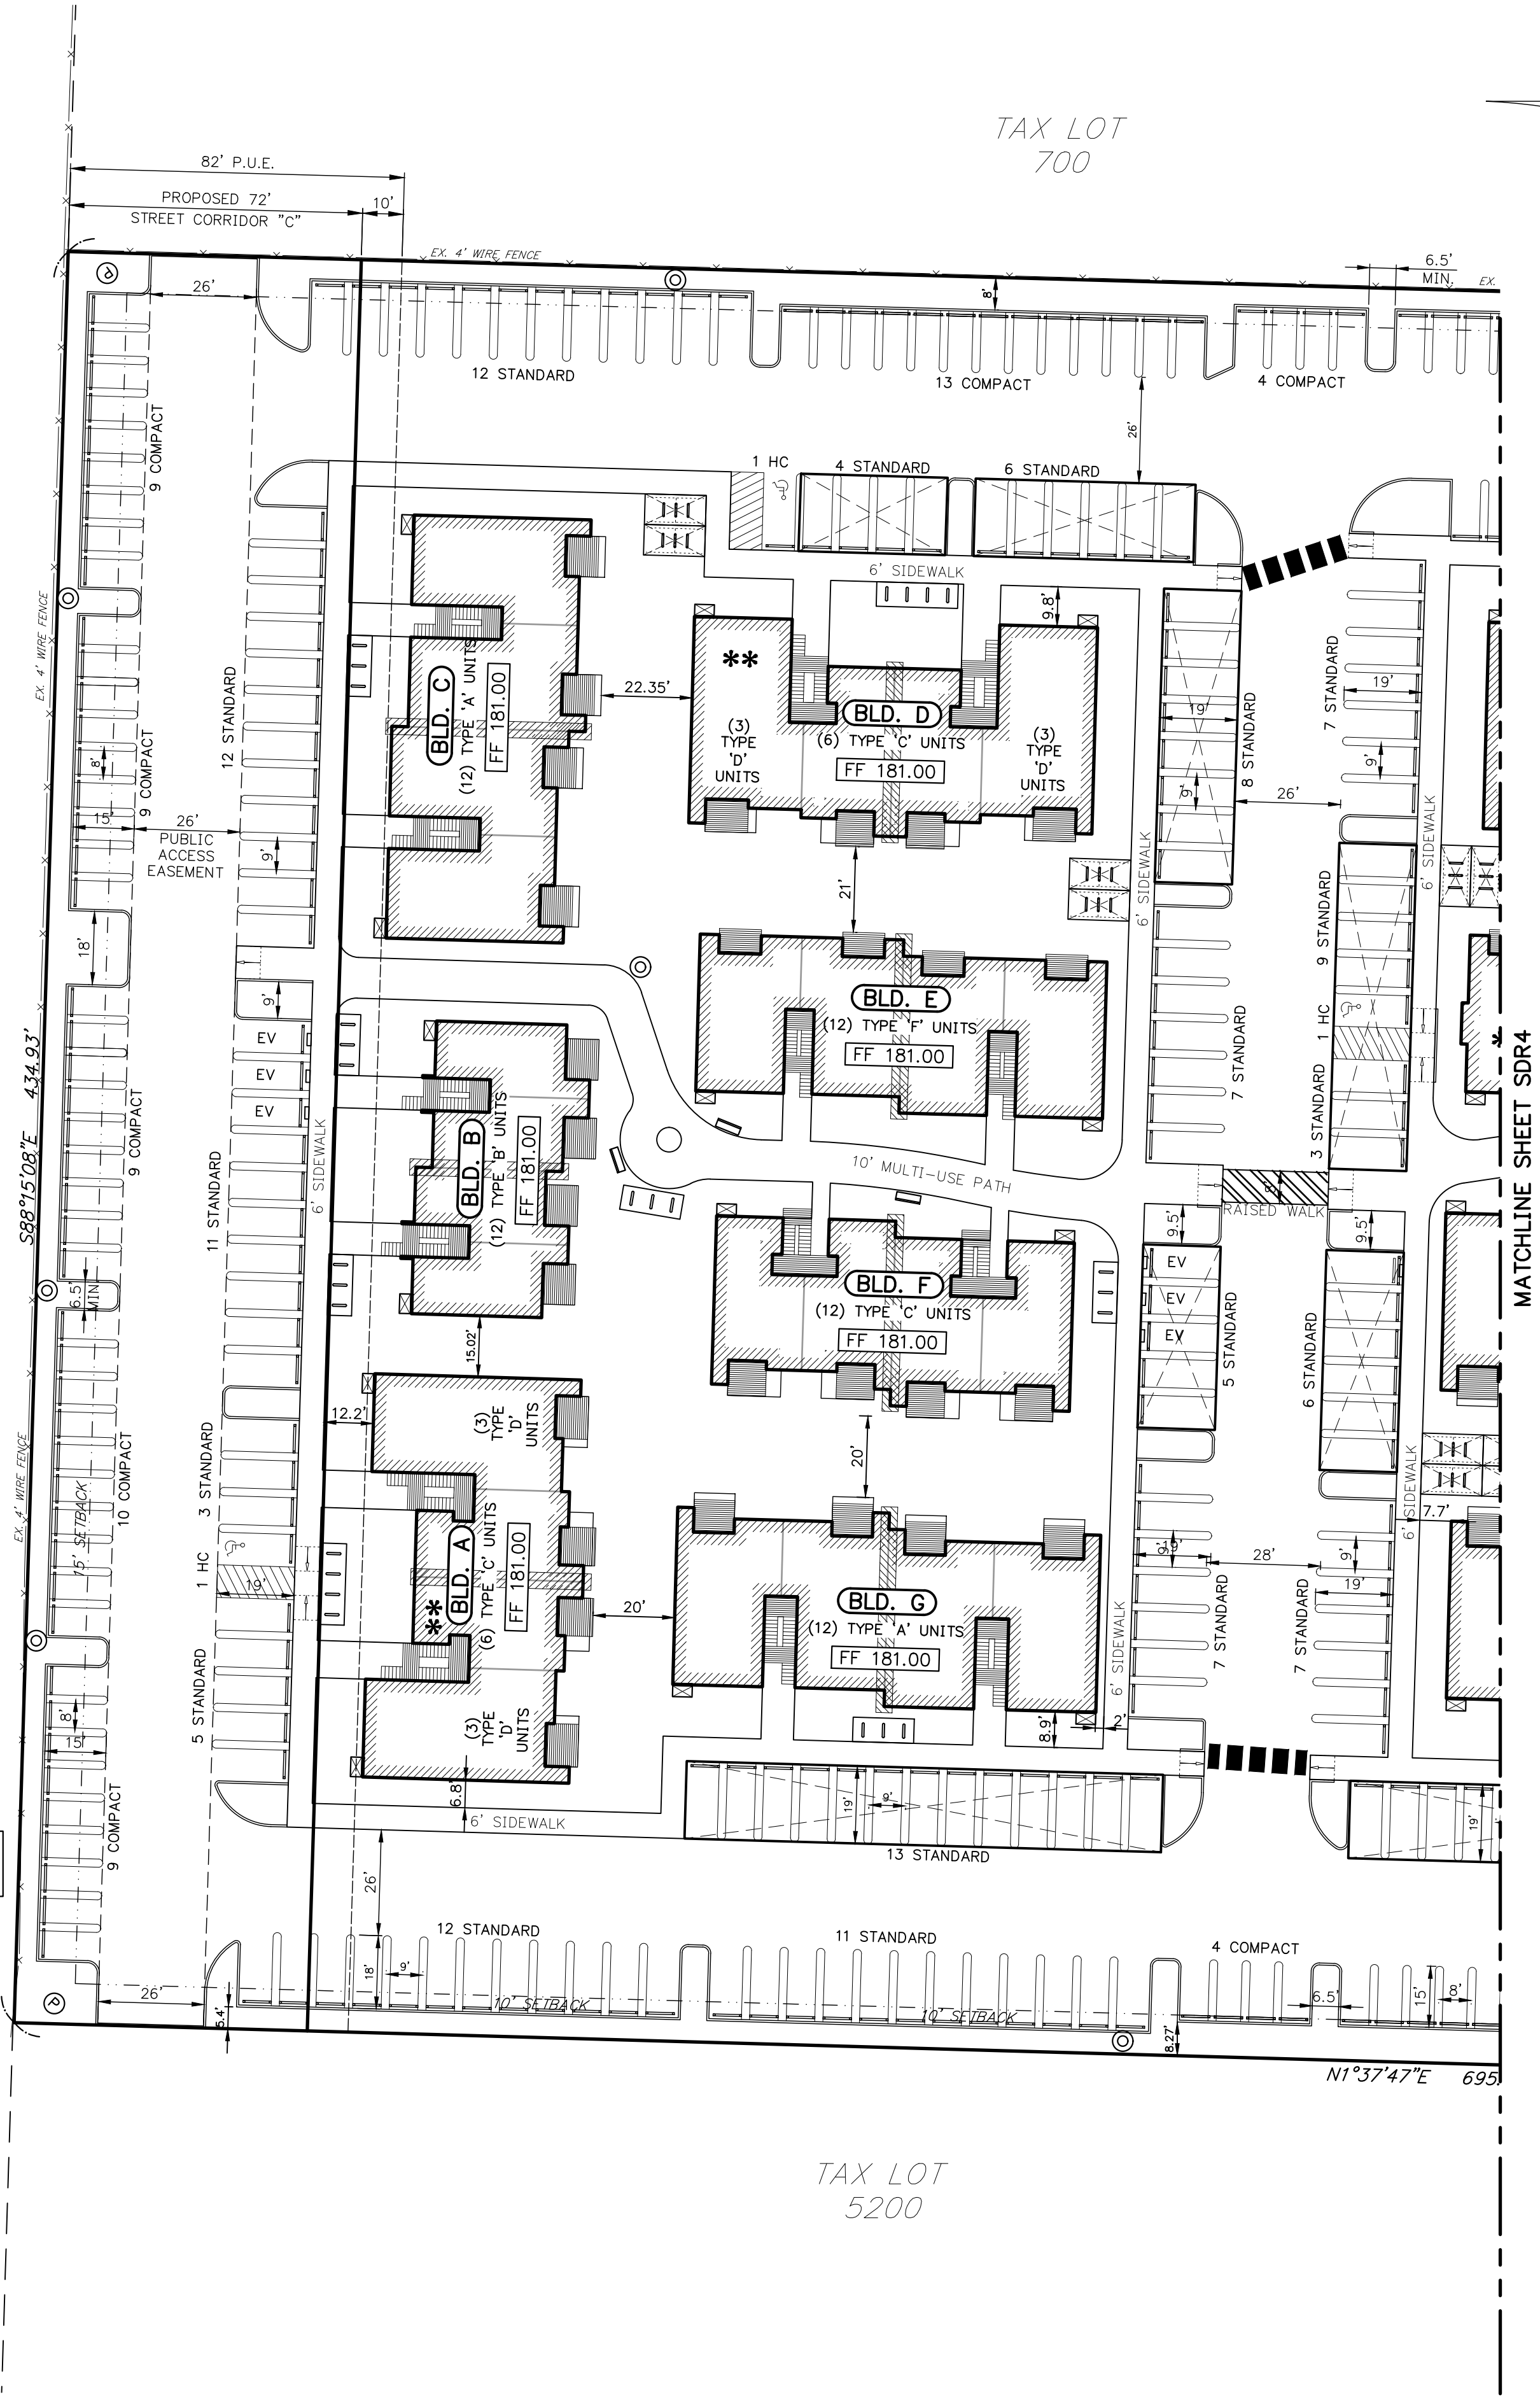 TAX LOT
700
82' P.U.E.
PROPOSED 72'
STREET CORRIDOR "C"
10'
EX. 4' WIRE FENCE
6.5'
MIN.
EX.
26'
8'
12 STANDARD
13 COMPACT
4 COMPACT
26'
9 COMPACT
1 HC
4 STANDARD
6 STANDARD
6' SIDEWALK
9.8'
EX. 4' WIRE FENCE
12 STANDARD
BLD. C
(12) TYPE 'A' UNITS
FF 181.00
22.35'
**
BLD. D
(6) TYPE 'C' UNITS
FF 181.00
(3)
TYPE
'D'
UNITS
(3)
TYPE
'D'
UNITS
19'
9'
8 STANDARD
26'
7 STANDARD
19'
9'
9 COMPACT
8'
15'
26'
PUBLIC
ACCESS
EASEMENT
9'
18'
9'
21'
6' SIDEWALK
6' SIDEWALK
9 STANDARD
1 HC
3 STANDARD
EV
EV
EV
BLD. E
(12) TYPE 'F' UNITS
FF 181.00
7 STANDARD
*
MATCHLINE SHEET SDR4
S88°15'08"E 434.93'
9 COMPACT
11 STANDARD
6' SIDEWALK
BLD. B
(12) TYPE 'B' UNITS
FF 181.00
10' MULTI-USE PATH
8'
RAISED WALK
9.5'
9.5'
6.5'
MIN.
15.02'
BLD. F
(12) TYPE 'C' UNITS
FF 181.00
EV
EV
EV
5 STANDARD
6 STANDARD
12.2'
(3)
TYPE
'D'
UNITS
EX. 4' WIRE FENCE
15' SETBACK
10 COMPACT
3 STANDARD
1 HC
19'
5 STANDARD
BLD. A
**
(6) TYPE 'C' UNITS
FF 181.00
(3)
TYPE
'D'
UNITS
20'
20'
BLD. G
(12) TYPE 'A' UNITS
FF 181.00
6' SIDEWALK
7.7'
9'
19'
28'
9'
19'
7 STANDARD
7 STANDARD
6' SIDEWALK
8'
15'
9 COMPACT
6.8'
8.9'
2'
6' SIDEWALK
19'
9'
13 STANDARD
19'
26'
12 STANDARD
11 STANDARD
4 COMPACT
18'
9'
26'
5.4'
10' SETBACK
10' SETBACK
8.27'
6.5'
15'
8'
N1°37'47"E 695.
TAX LOT
5200